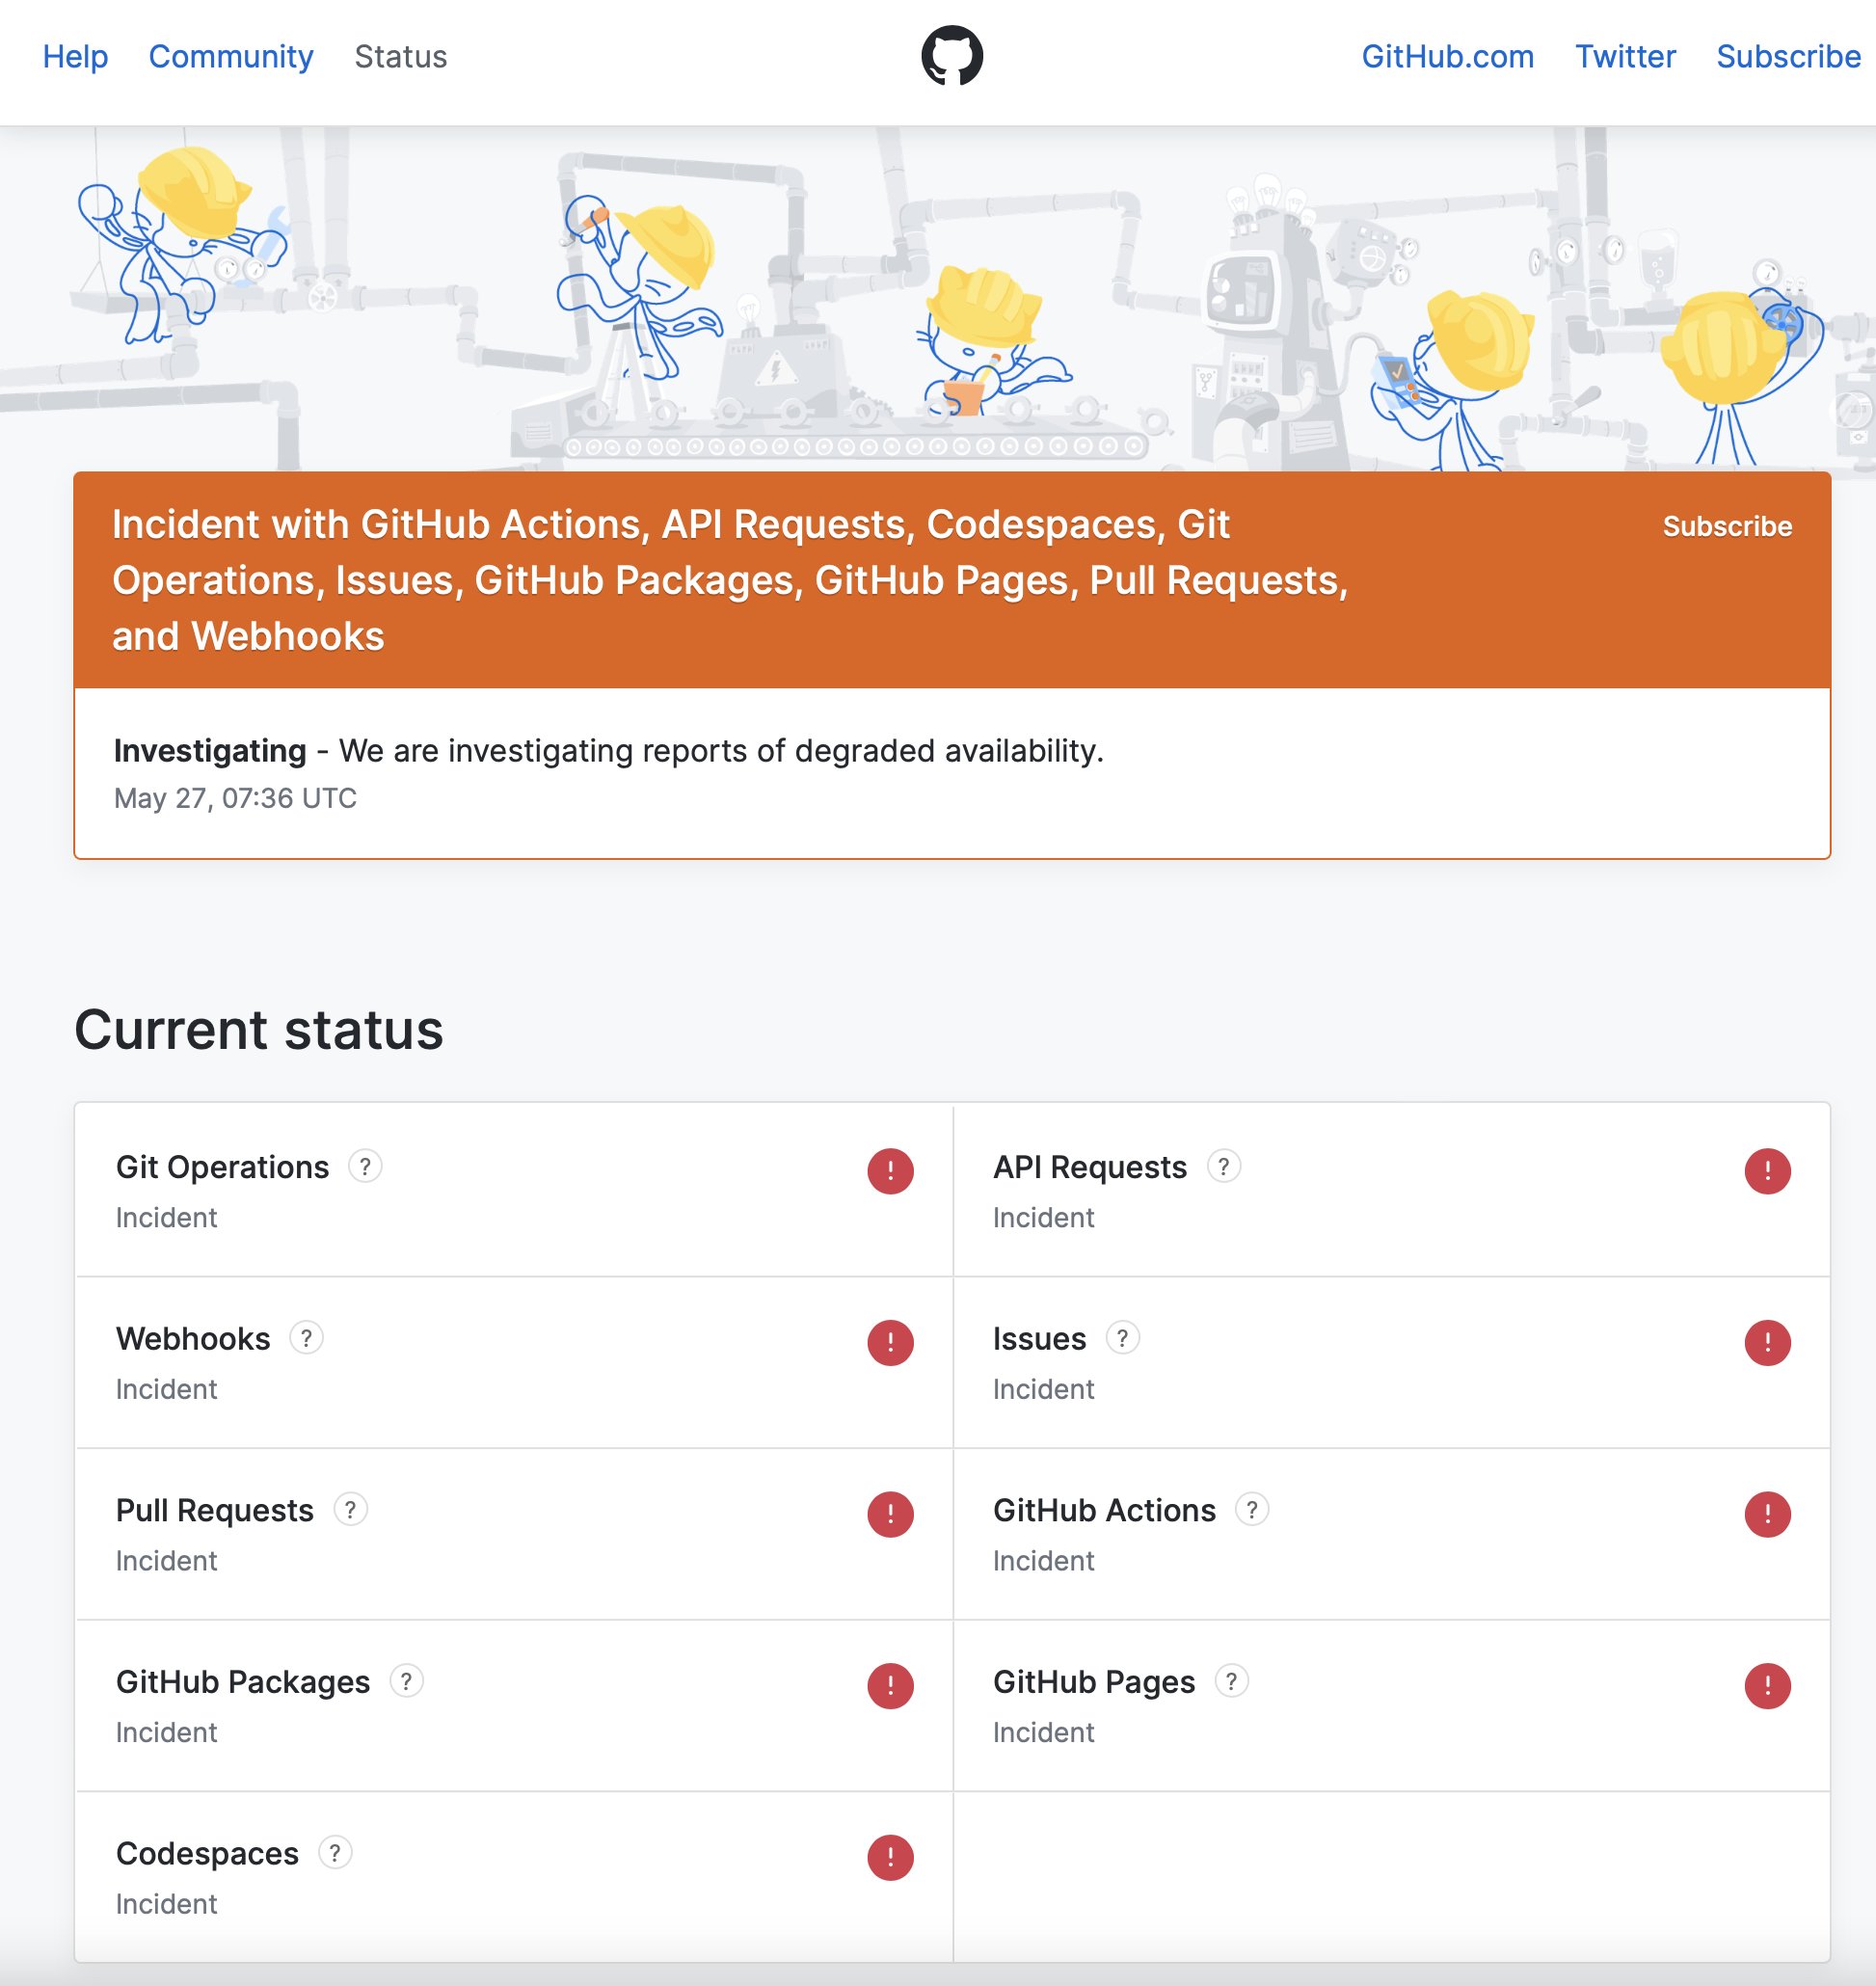 Help Community Status GitHub.com Twitter Subscribe
Incident with GitHub Actions, API Requests, Codespaces, Git
Subscribe
Operations, Issues, GitHub Packages, GitHub Pages, Pull Requests,
and Webhooks
Investigating - We are investigating reports of degraded availability.
May 27, 07:36 UTC
Current status
Git Operations ?
Incident
API Requests ?
Incident
Webhooks ?
Incident
Issues ?
Incident
Pull Requests ?
Incident
GitHub Actions ?
Incident
GitHub Packages ?
Incident
GitHub Pages ?
Incident
Codespaces ?
Incident